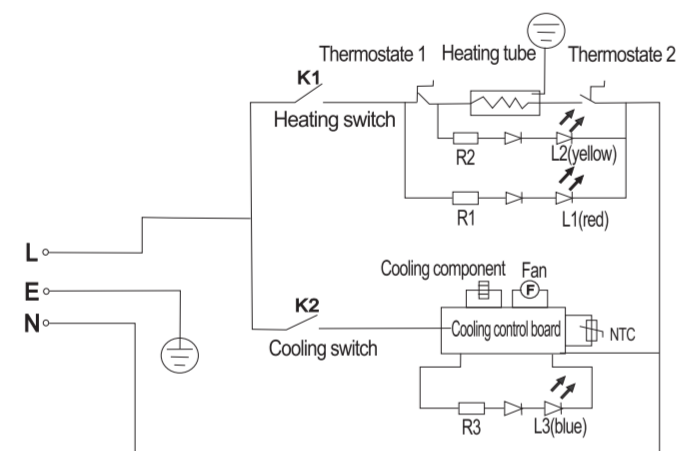 Thermostate 1
Heating tube
Thermostate 2
K1
Heating switch
R2
L2(yellow)
R1
L1(red)
L
E
N
Cooling component
Fan
F
K2
Cooling switch
Cooling control board
NTC
R3
L3(blue)